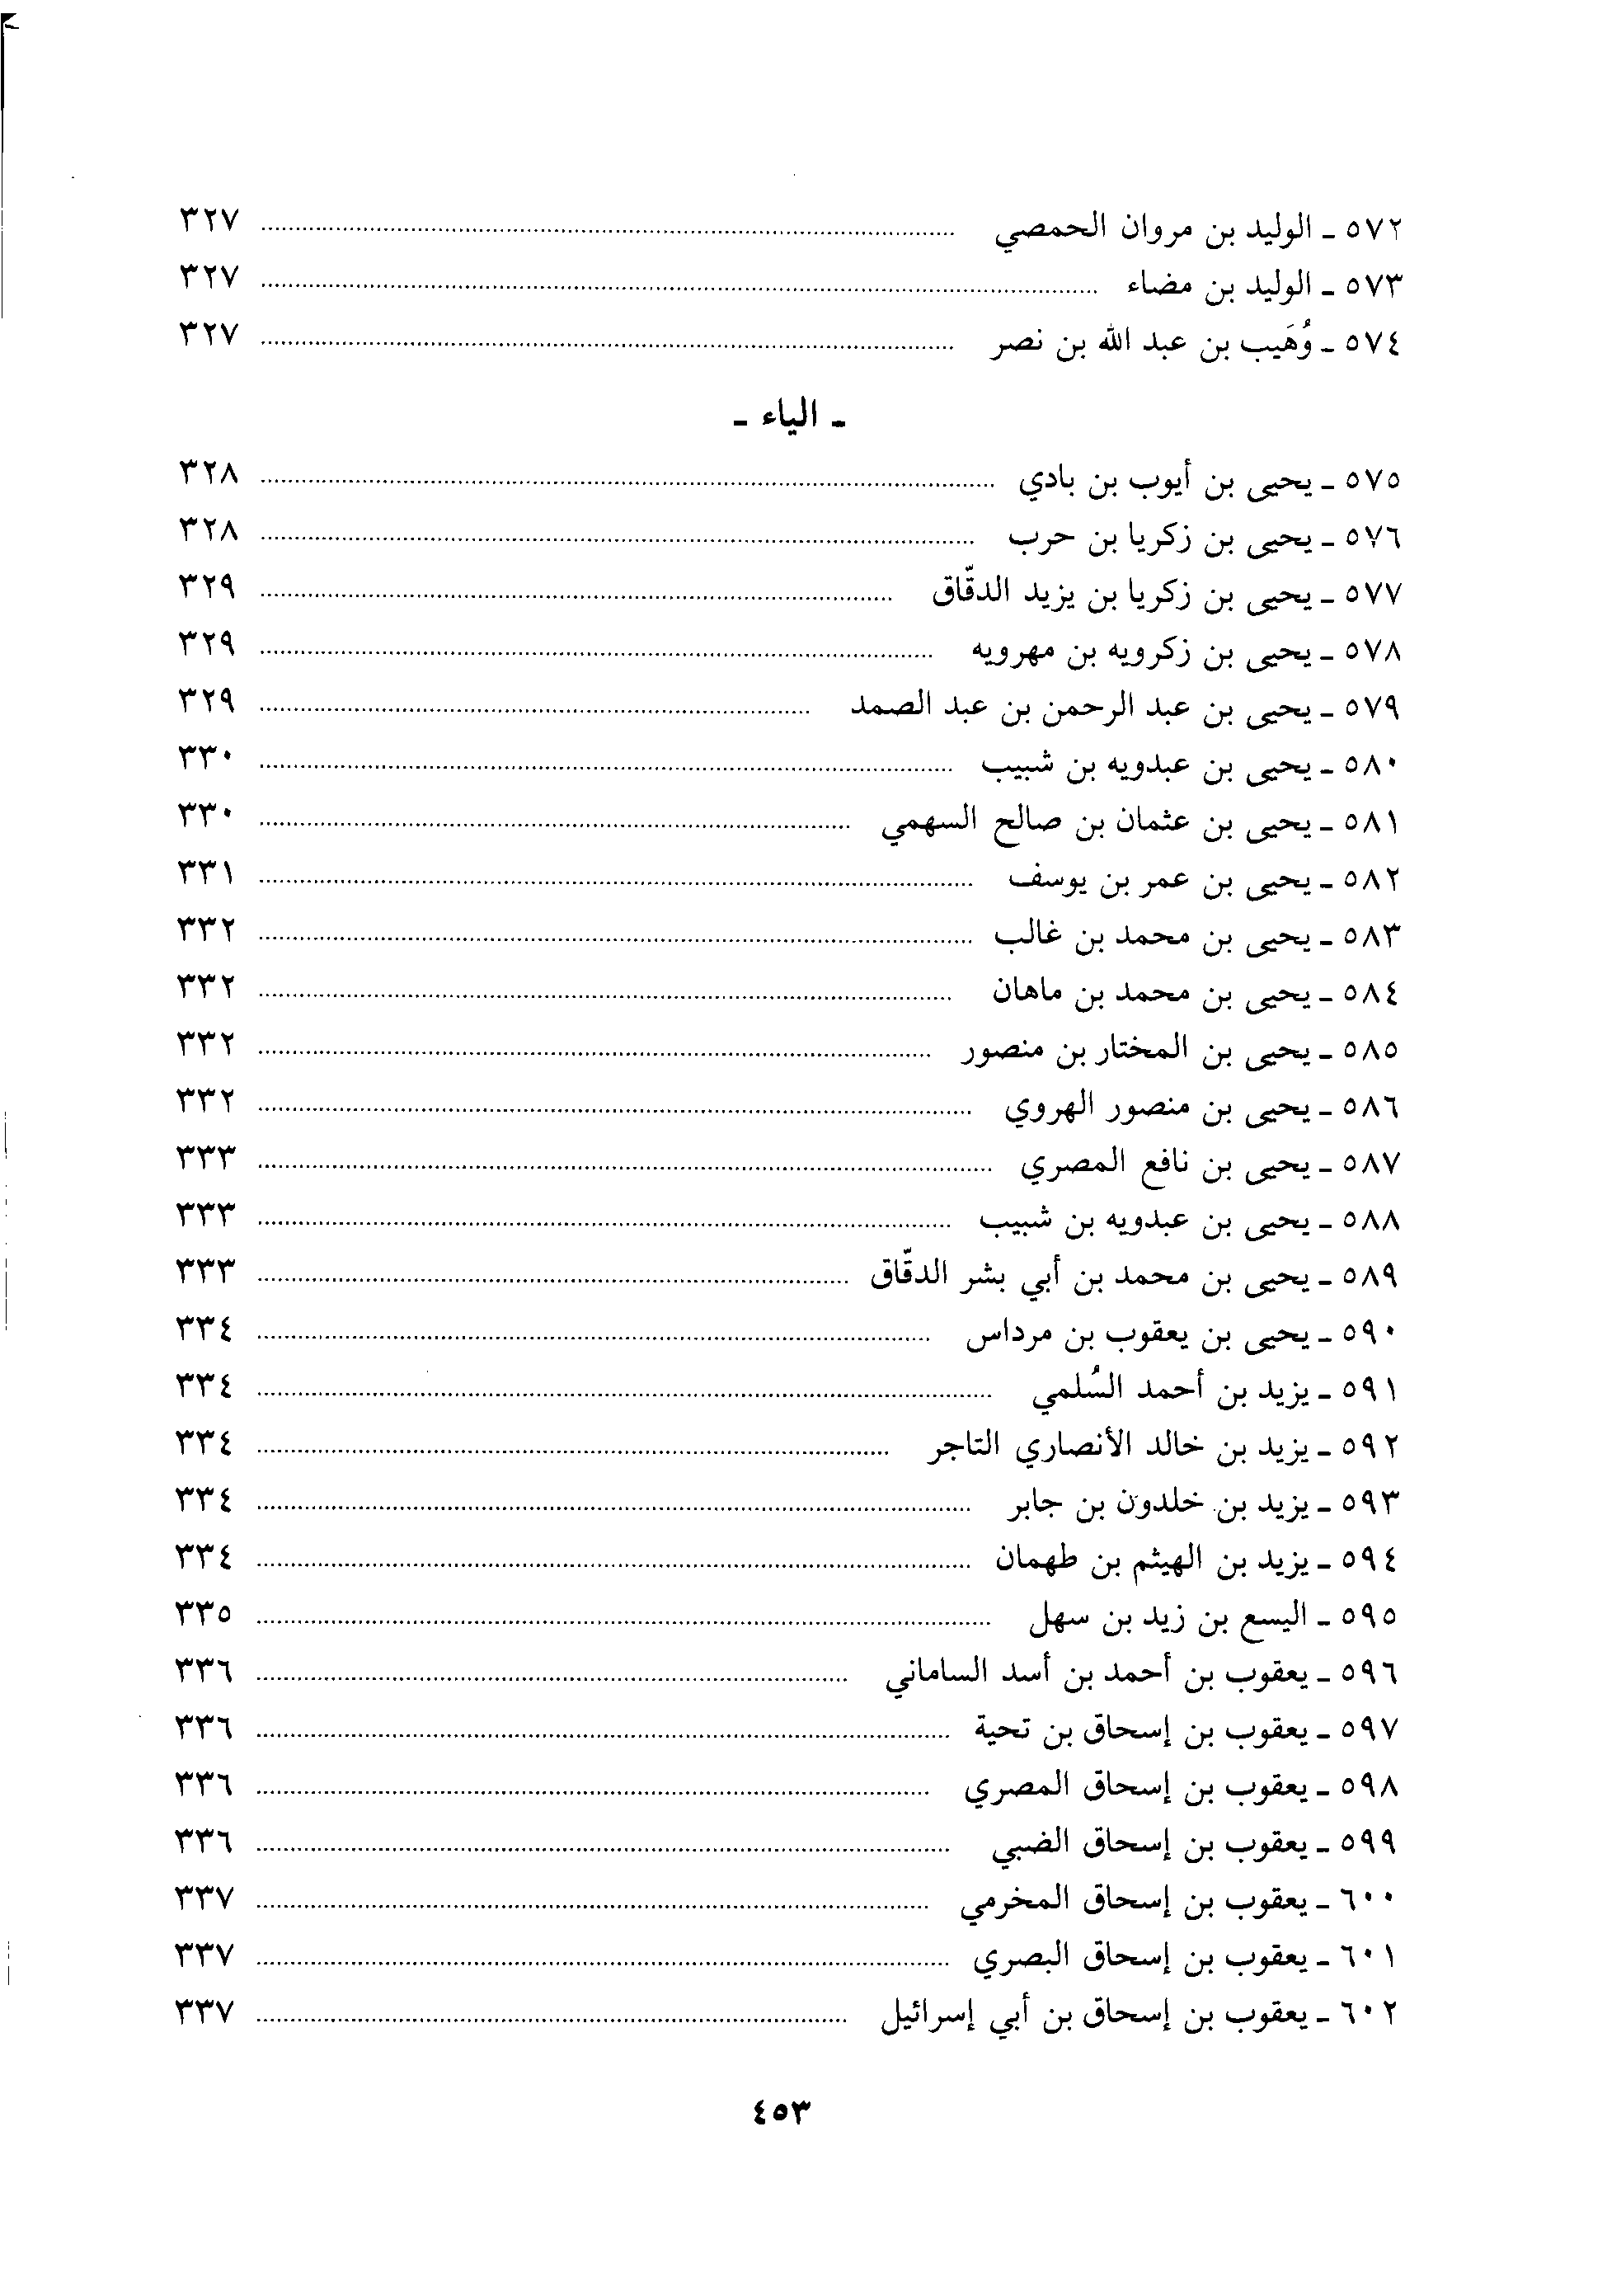 ٥٧٢ ـ الوليد بن مروان الحمصي ........ ٣٢٧
٥٧٣ ـ الوليد بن مضاء ........ ٣٢٧
٥٧٤ ـ وُهَيب بن عبد الله بن نصر ........ ٣٢٧
ـ الياء ـ
٥٧٥ ـ يحيى بن أيوب بن بادي ........ ٣٢٨
٥٧٦ ـ يحيى بن زكريا بن حرب ........ ٣٢٨
٥٧٧ ـ يحيى بن زكريا بن يزيد الدقّاق ........ ٣٢٩
٥٧٨ ـ يحيى بن زكرويه بن مهرويه ........ ٣٢٩
٥٧٩ ـ يحيى بن عبد الرحمن بن عبد الصمد ........ ٣٢٩
٥٨٠ ـ يحيى بن عبدويه بن شبيب ........ ٣٣٠
٥٨١ ـ يحيى بن عثمان بن صالح السهمي ........ ٣٣٠
٥٨٢ ـ يحيى بن عمر بن يوسف ........ ٣٣١
٥٨٣ ـ يحيى بن محمد بن غالب ........ ٣٣٢
٥٨٤ ـ يحيى بن محمد بن ماهان ........ ٣٣٢
٥٨٥ ـ يحيى بن المختار بن منصور ........ ٣٣٢
٥٨٦ ـ يحيى بن منصور الهروي ........ ٣٣٢
٥٨٧ ـ يحيى بن نافع المصري ........ ٣٣٣
٥٨٨ ـ يحيى بن عبدويه بن شبيب ........ ٣٣٣
٥٨٩ ـ يحيى بن محمد بن أبي بشر الدقّاق ........ ٣٣٣
٥٩٠ ـ يحيى بن يعقوب بن مرداس ........ ٣٣٤
٥٩١ ـ يزيد بن أحمد السُلمي ........ ٣٣٤
٥٩٢ ـ يزيد بن خالد الأنصاري التاجر ........ ٣٣٤
٥٩٣ ـ يزيد بن خلدون بن جابر ........ ٣٣٤
٥٩٤ ـ يزيد بن الهيثم بن طهمان ........ ٣٣٤
٥٩٥ ـ اليسع بن زيد بن سهل ........ ٣٣٥
٥٩٦ ـ يعقوب بن أحمد بن أسد الساماني ........ ٣٣٦
٥٩٧ ـ يعقوب بن إسحاق بن تحية ........ ٣٣٦
٥٩٨ ـ يعقوب بن إسحاق المصري ........ ٣٣٦
٥٩٩ ـ يعقوب بن إسحاق الضبي ........ ٣٣٦
٦٠٠ ـ يعقوب بن إسحاق المخرمي ........ ٣٣٧
٦٠١ ـ يعقوب بن إسحاق البصري ........ ٣٣٧
٦٠٢ ـ يعقوب بن إسحاق بن أبي إسرائيل ........ ٣٣٧
٤٥٣